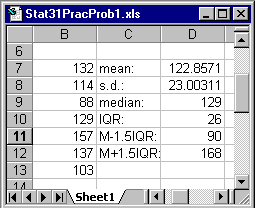 Stat31PracProb1.xls
B C D
6
7 132 mean: 122.8571
8 114 s.d.: 23.00311
9 88 median: 129
10 129 IQR: 26
11 157 M-1.5IQR: 90
12 137 M+1.5IQR: 168
13 103
14
Sheet1